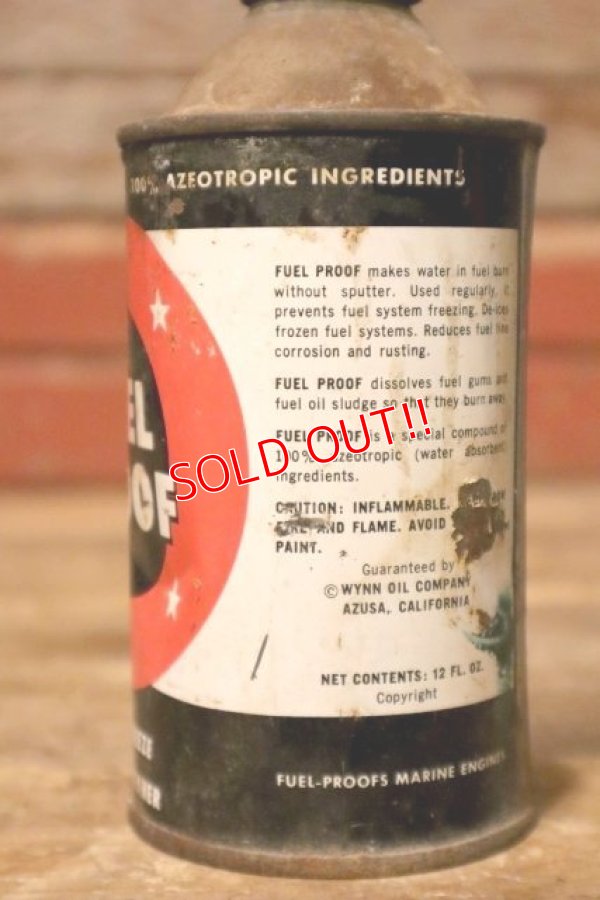 100% AZEOTROPIC INGREDIENTS
FUEL PROOF makes water in fuel burn
without sputter. Used regularly, it
prevents fuel system freezing. De-ices
frozen fuel systems. Reduces fuel line
corrosion and rusting.
FUEL PROOF dissolves fuel gums and
fuel oil sludge so that they burn away.
FUEL PROOF is a special compound of
100% azeotropic (water absorbent)
ingredients.
SOLD OUT!!
CAUTION: INFLAMMABLE.
FIRE AND FLAME. AVOID
PAINT.
Guaranteed by
© WYNN OIL COMPANY
AZUSA, CALIFORNIA
NET CONTENTS: 12 FL. OZ.
Copyright
FUEL-PROOFS MARINE ENGINES
EL
OOF